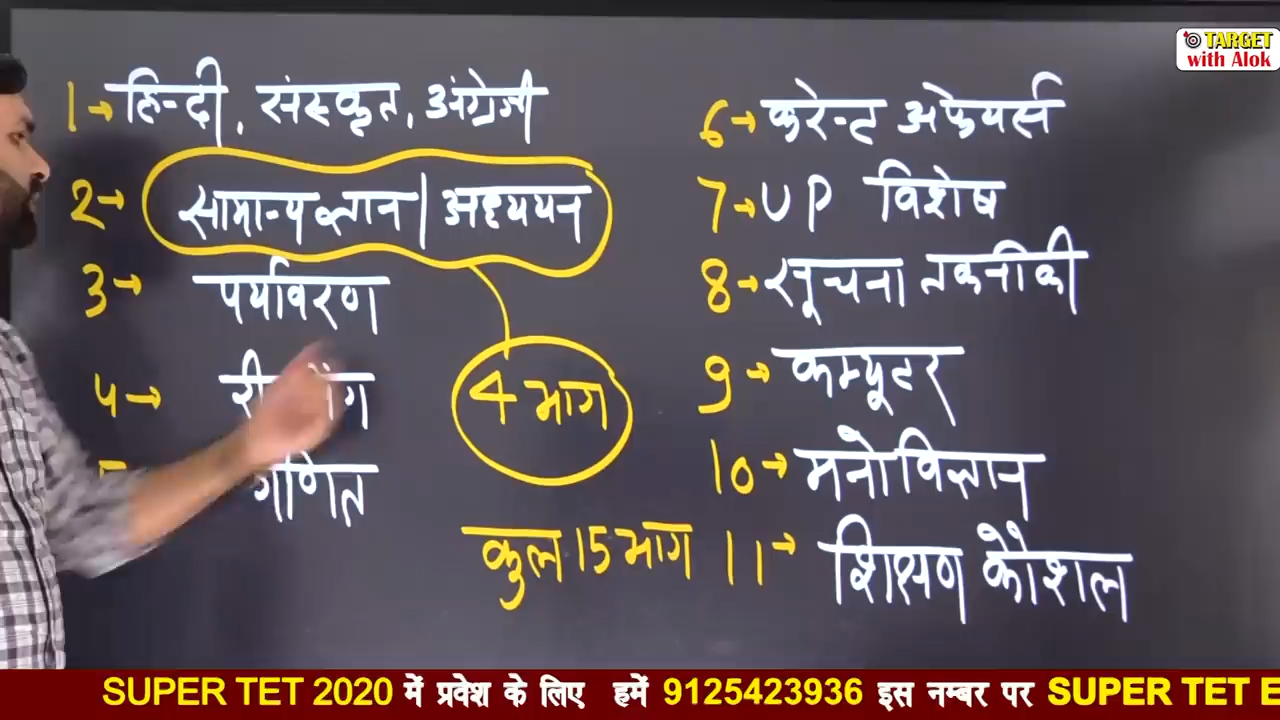 TARGET
with Alok
1→ हिन्दी, संस्कृत, अंग्रेजी
2→ सामान्य ज्ञान | अध्ययन
3→ पर्यावरण
4→
गणित
4 भाग
कुल 15 भाग
6→ करेन्ट अफेयर्स
7→ UP विशेष
8→ सूचना तकनीकी
9→ कम्प्यूटर
10→ मनोविज्ञान
11→ शिक्षण कौशल
SUPER TET 2020 में प्रवेश के लिए हमें 9125423936 इस नम्बर पर SUPER TET E